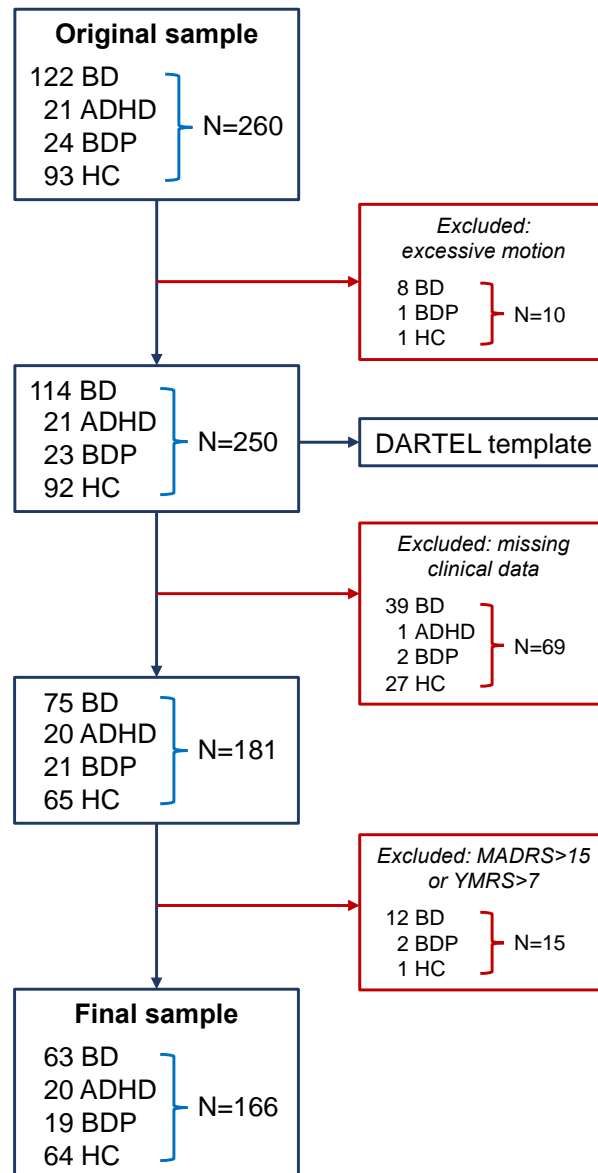 Original sample
122 BD
21 ADHD
24 BDP
93 HC
N=260
Excluded:
excessive motion
8 BD
1 BDP
1 HC
N=10
114 BD
21 ADHD
23 BDP
92 HC
N=250
DARTEL template
Excluded: missing
clinical data
39 BD
1 ADHD
2 BDP
27 HC
N=69
75 BD
20 ADHD
21 BDP
65 HC
N=181
Excluded: MADRS>15
or YMRS>7
12 BD
2 BDP
1 HC
N=15
Final sample
63 BD
20 ADHD
19 BDP
64 HC
N=166